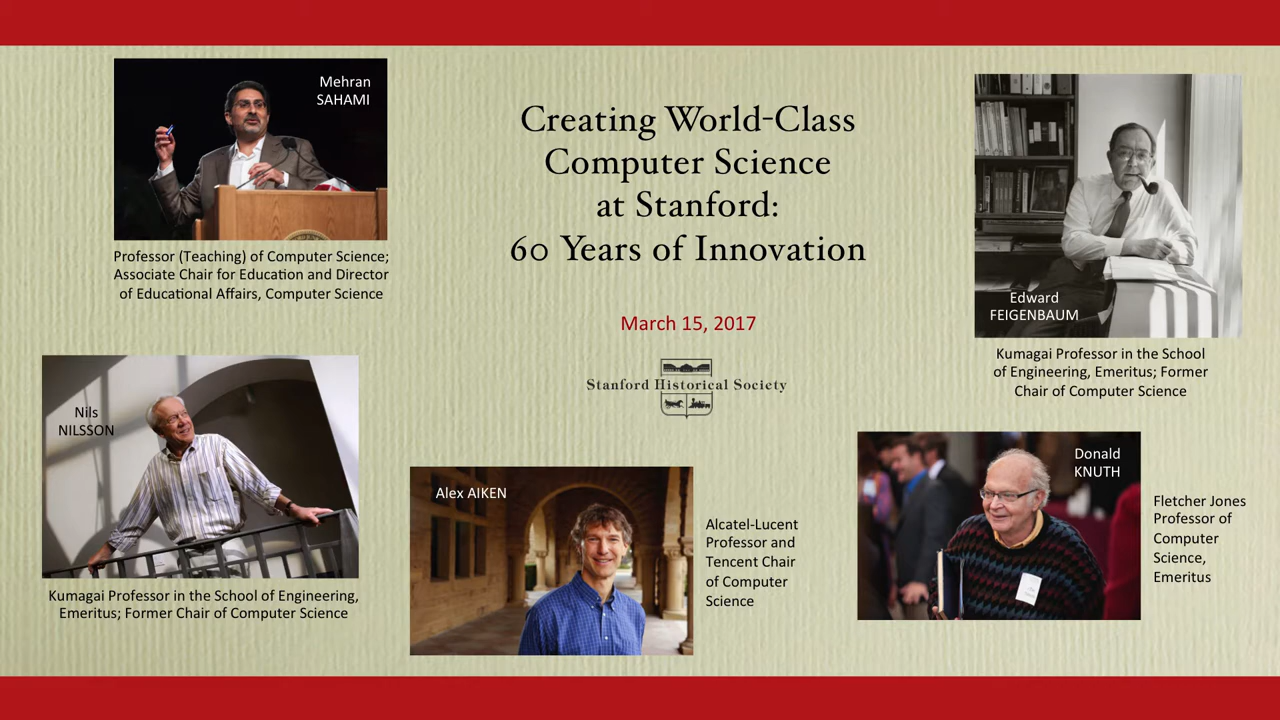 Mehran
SAHAMI
Professor (Teaching) of Computer Science;
Associate Chair for Education and Director
of Educational Affairs, Computer Science
Creating World-Class
Computer Science
at Stanford:
60 Years of Innovation
March 15, 2017
Stanford Historical Society
Edward
FEIGENBAUM
Kumagai Professor in the School
of Engineering, Emeritus; Former
Chair of Computer Science
Nils
NILSSON
Kumagai Professor in the School of Engineering,
Emeritus; Former Chair of Computer Science
Alex AIKEN
Alcatel-Lucent
Professor and
Tencent Chair
of Computer
Science
Donald
KNUTH
Fletcher Jones
Professor of
Computer
Science,
Emeritus